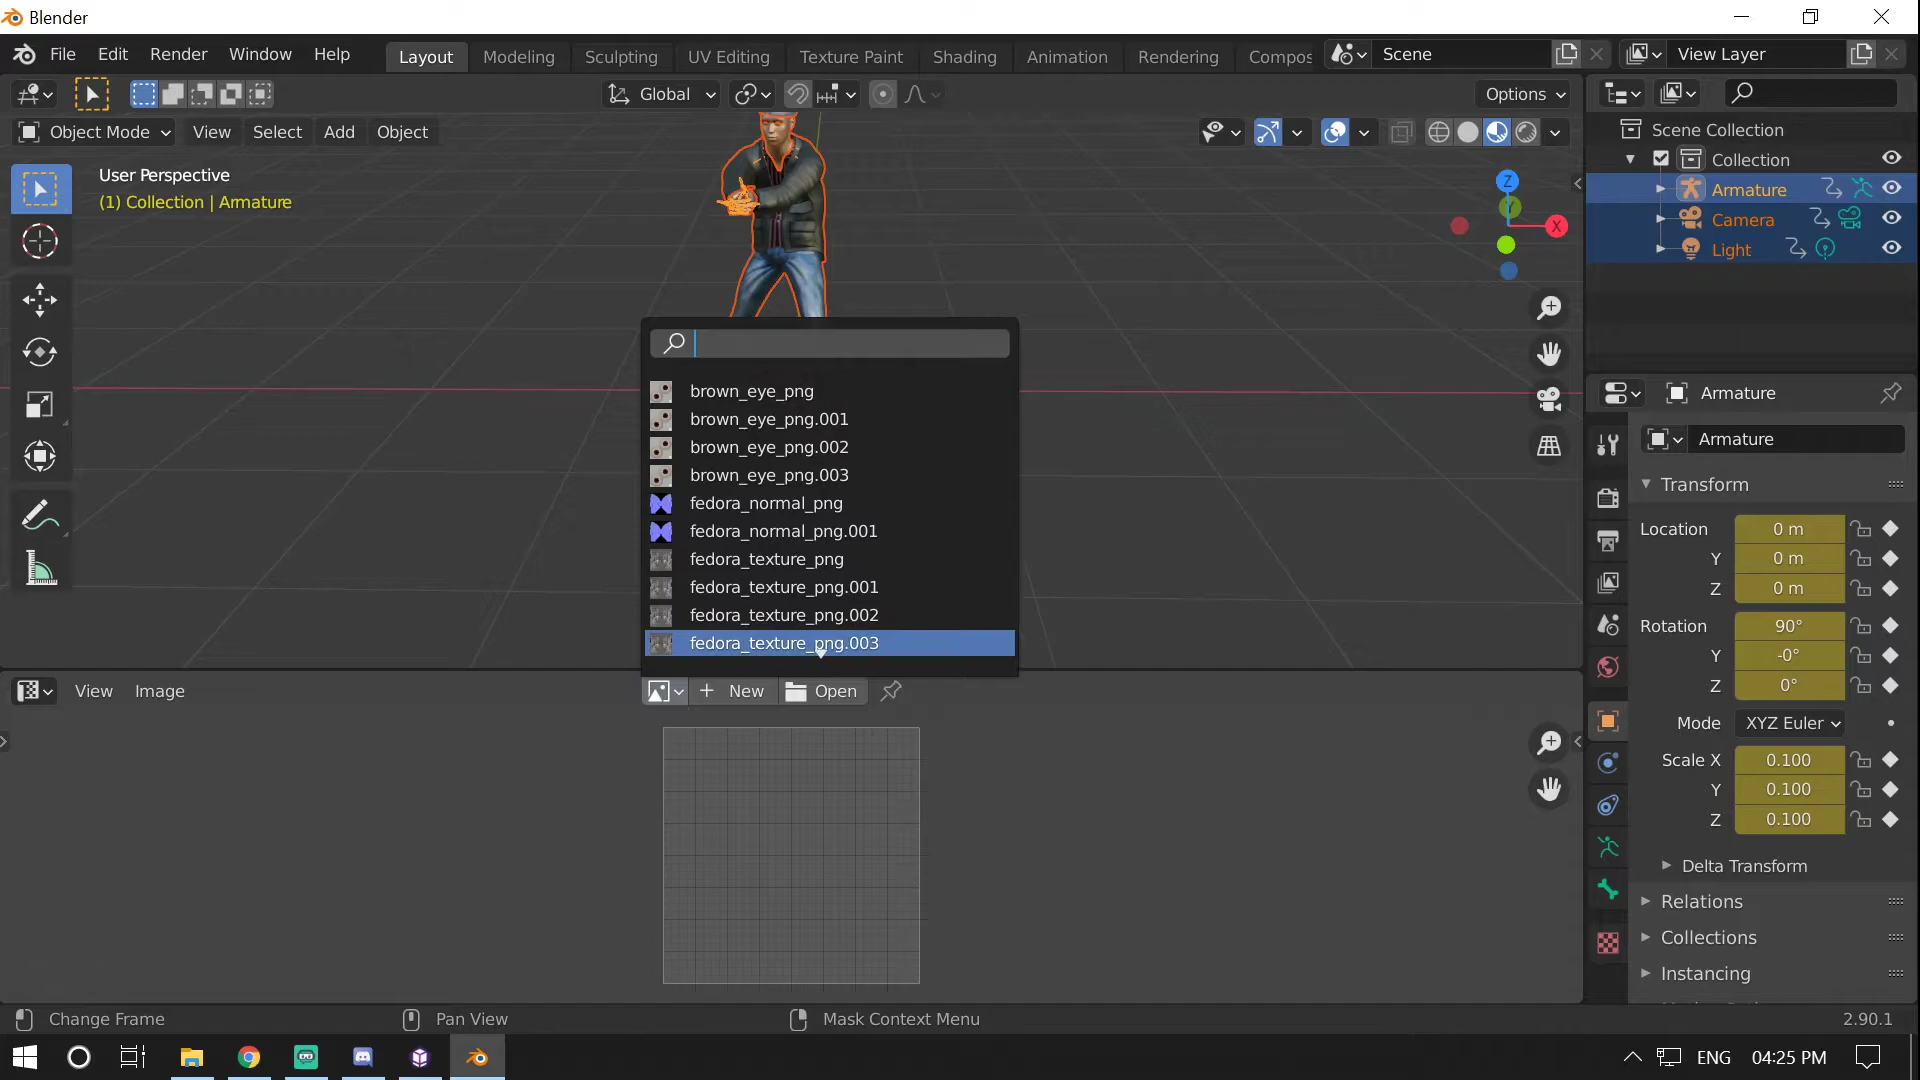 Blender
File Edit Render Window Help Layout Modeling Sculpting UV Editing Texture Paint Shading Animation Rendering Compos Scene View Layer
Global Options
Object Mode View Select Add Object
Scene Collection
Collection
Armature
Camera
Light
User Perspective
(1) Collection | Armature
Z
Y
X
brown_eye_png
brown_eye_png.001
brown_eye_png.002
brown_eye_png.003
fedora_normal_png
fedora_normal_png.001
fedora_texture_png
fedora_texture_png.001
fedora_texture_png.002
fedora_texture_png.003
View Image New Open
Armature
Armature
Transform
Location 0 m
Y 0 m
Z 0 m
Rotation 90°
Y -0°
Z 0°
Mode XYZ Euler
Scale X 0.100
Y 0.100
Z 0.100
Delta Transform
Relations
Collections
Instancing
Change Frame Pan View Mask Context Menu 2.90.1
ENG 04:25 PM